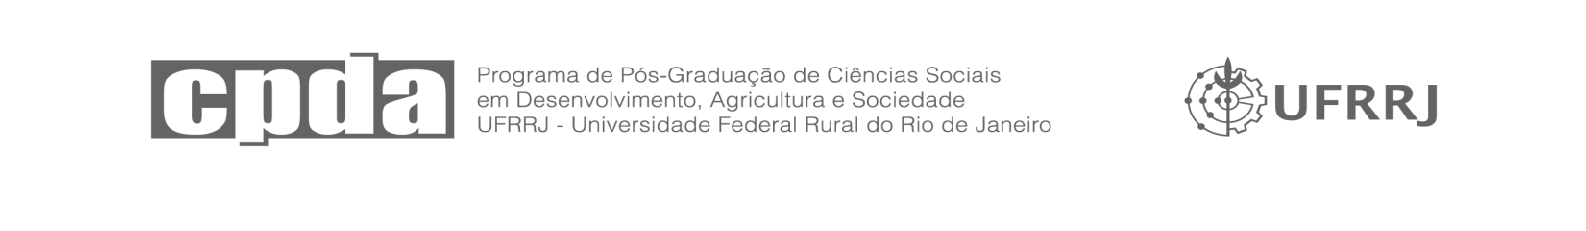 cpda
Programa de Pós-Graduação de Ciências Sociais
em Desenvolvimento, Agricultura e Sociedade
UFRRJ - Universidade Federal Rural do Rio de Janeiro
UFRRJ